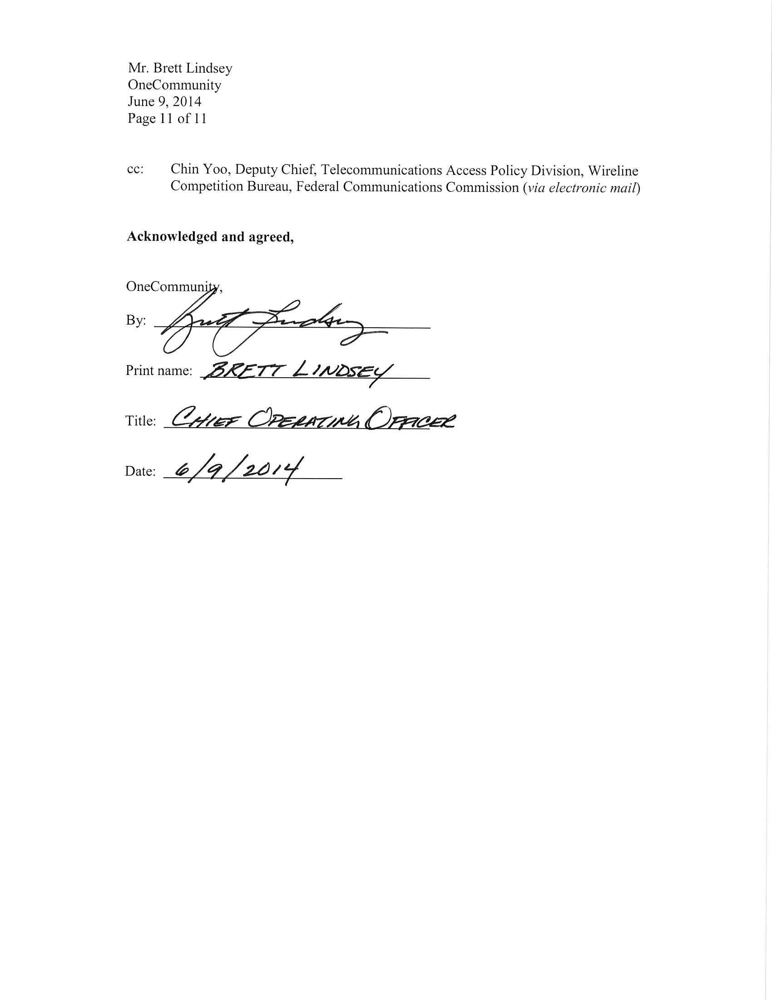 Mr. Brett Lindsey
OneCommunity
June 9, 2014
Page 11 of 11
cc: Chin Yoo, Deputy Chief, Telecommunications Access Policy Division, Wireline
Competition Bureau, Federal Communications Commission (via electronic mail)
Acknowledged and agreed,
OneCommunity,
By: Brett Lindsey
Print name: BRETT LINDSEY
Title: CHIEF OPERATING OFFICER
Date: 6/9/2014